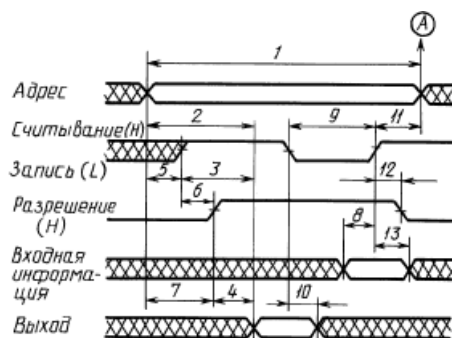 A
1
Адрес
2
9
11
Считывание(H)
Запись (L)
5
3
12
6
Разрешение
(H)
8
13
Входная
информа-
ция
7
4
10
Выход